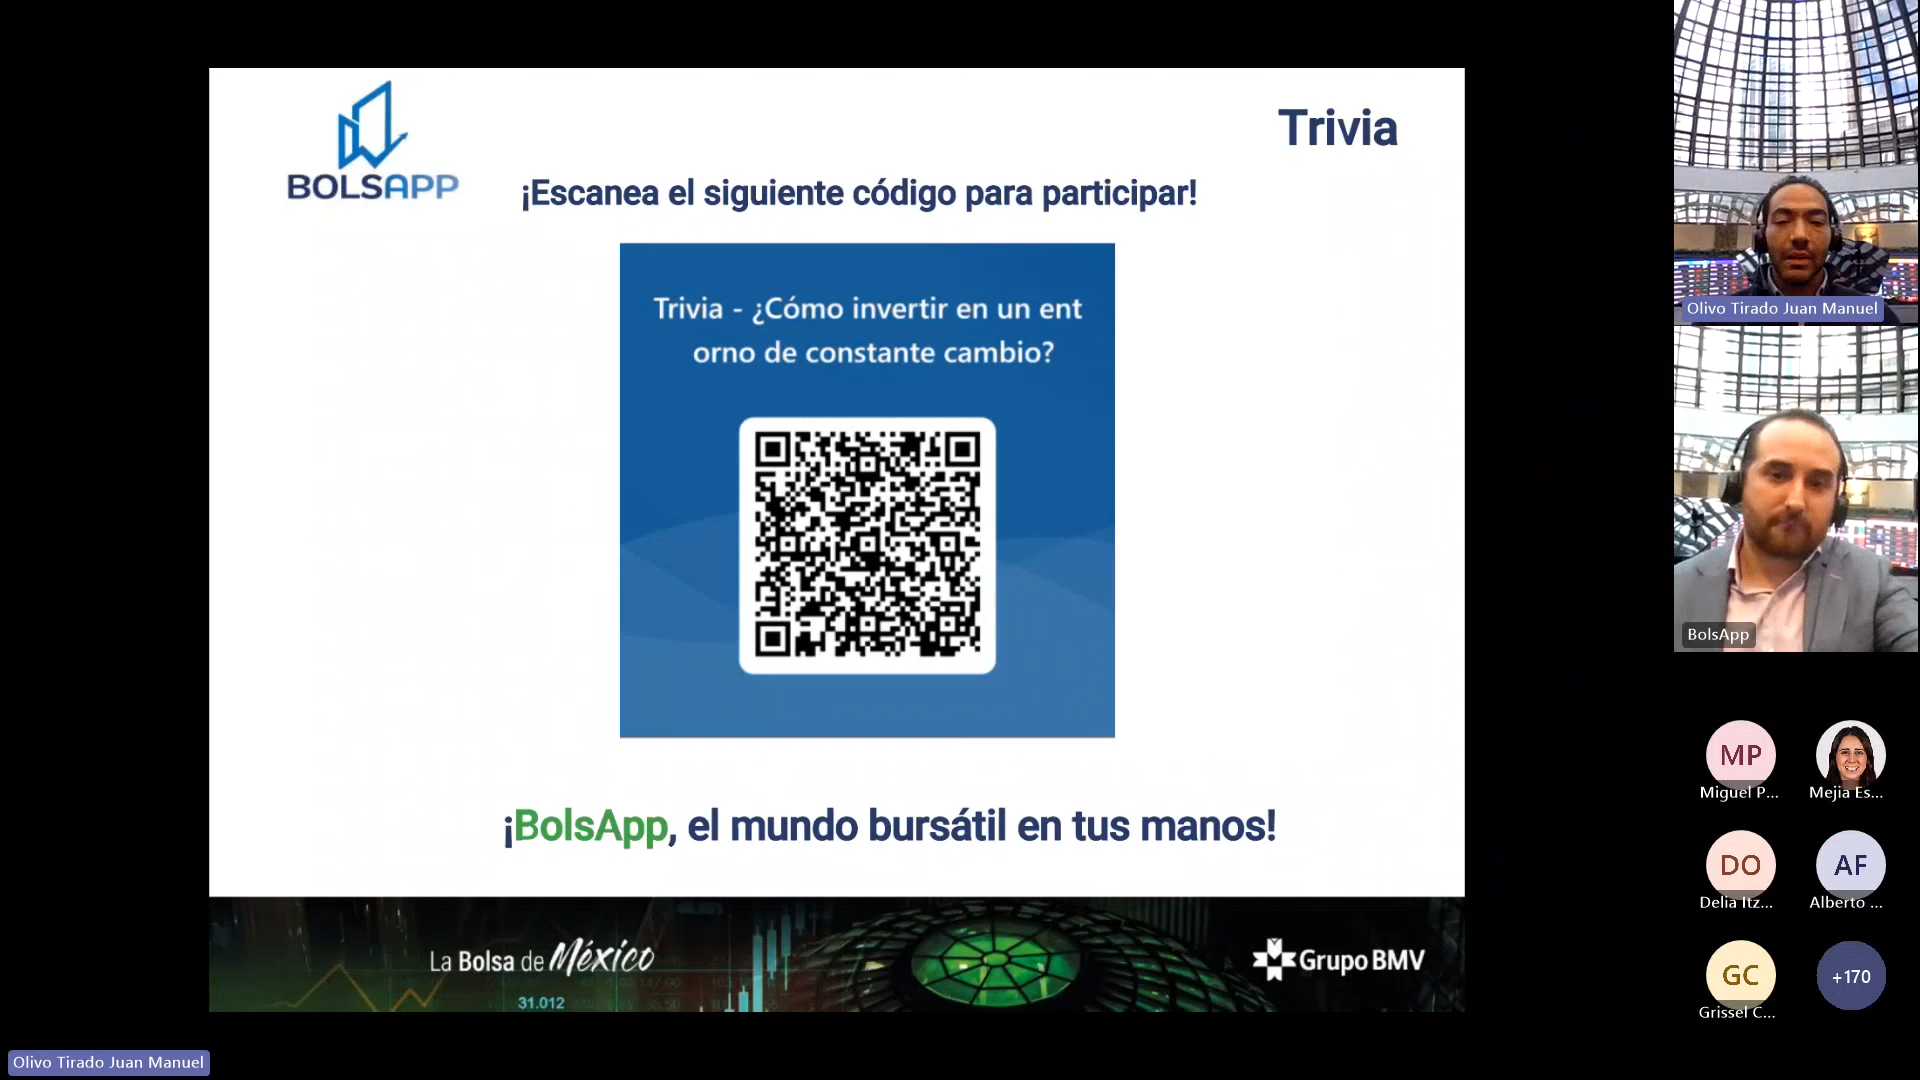 BOLSAPP
Trivia
¡Escanea el siguiente código para participar!
Trivia - ¿Cómo invertir en un ent
orno de constante cambio?
¡BolsApp, el mundo bursátil en tus manos!
La Bolsa de México
31.012
Grupo BMV
Olivo Tirado Juan Manuel
BolsApp
MP
Miguel P...
Mejia Es...
DO
Delia Itz...
AF
Alberto ...
GC
Grissel C...
+170
Olivo Tirado Juan Manuel